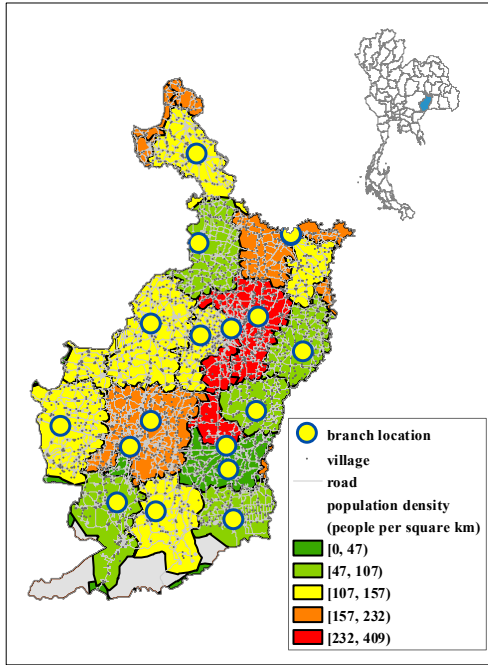 branch location
village
road
population density
(people per square km)
[0, 47)
[47, 107)
[107, 157)
[157, 232)
[232, 409)